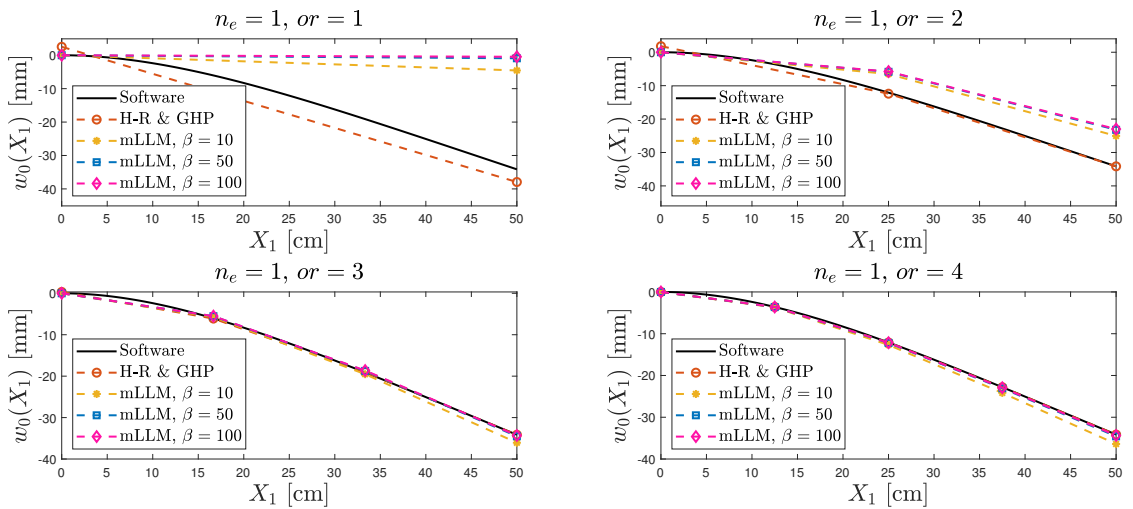 n_e = 1, or = 1
w_0(X_1) [mm]
0
-10
-20
-30
-40
Software
H-R & GHP
mLLM, β = 10
mLLM, β = 50
mLLM, β = 100
0 5 10 15 20 25 30 35 40 45 50
X_1 [cm]
n_e = 1, or = 2
w_0(X_1) [mm]
0
-10
-20
-30
-40
Software
H-R & GHP
mLLM, β = 10
mLLM, β = 50
mLLM, β = 100
0 5 10 15 20 25 30 35 40 45 50
X_1 [cm]
n_e = 1, or = 3
w_0(X_1) [mm]
0
-10
-20
-30
-40
Software
H-R & GHP
mLLM, β = 10
mLLM, β = 50
mLLM, β = 100
0 5 10 15 20 25 30 35 40 45 50
X_1 [cm]
n_e = 1, or = 4
w_0(X_1) [mm]
0
-10
-20
-30
-40
Software
H-R & GHP
mLLM, β = 10
mLLM, β = 50
mLLM, β = 100
0 5 10 15 20 25 30 35 40 45 50
X_1 [cm]